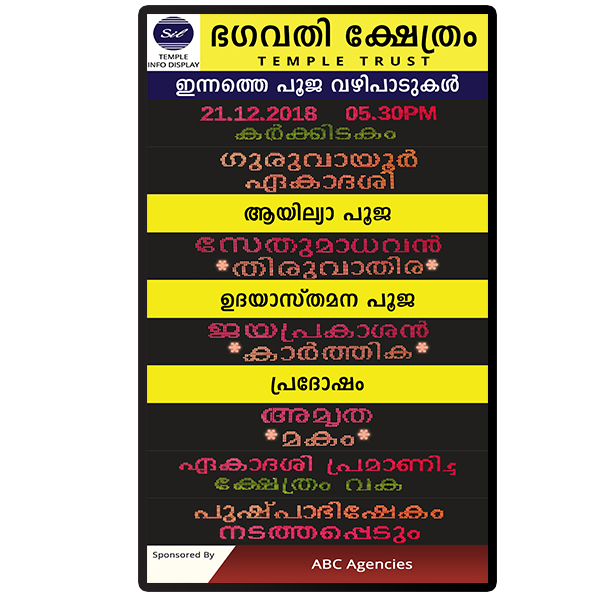 Sel
TEMPLE
INFO DISPLAY
ഭഗവതി ക്ഷേത്രം
TEMPLE TRUST
ഇന്നത്തെ പൂജ വഴിപാടുകൾ
21.12.2018 05.30PM
കർക്കിടകം
ഗുരുവായൂർ
ഏകാദശി
ആയില്യാ പൂജ
സേതുമാധവൻ
*തിരുവാതിര*
ഉദയാസ്തമന പൂജ
ജയപ്രകാശൻ
*കാർത്തിക*
പ്രദോഷം
അമൃത
*മകം*
ഏകാദശി പ്രമാണിച്ച
ക്ഷേത്രം വക
പുഷ്പാഭിഷേകം
നടത്തപ്പെടും
Sponsored By
ABC Agencies